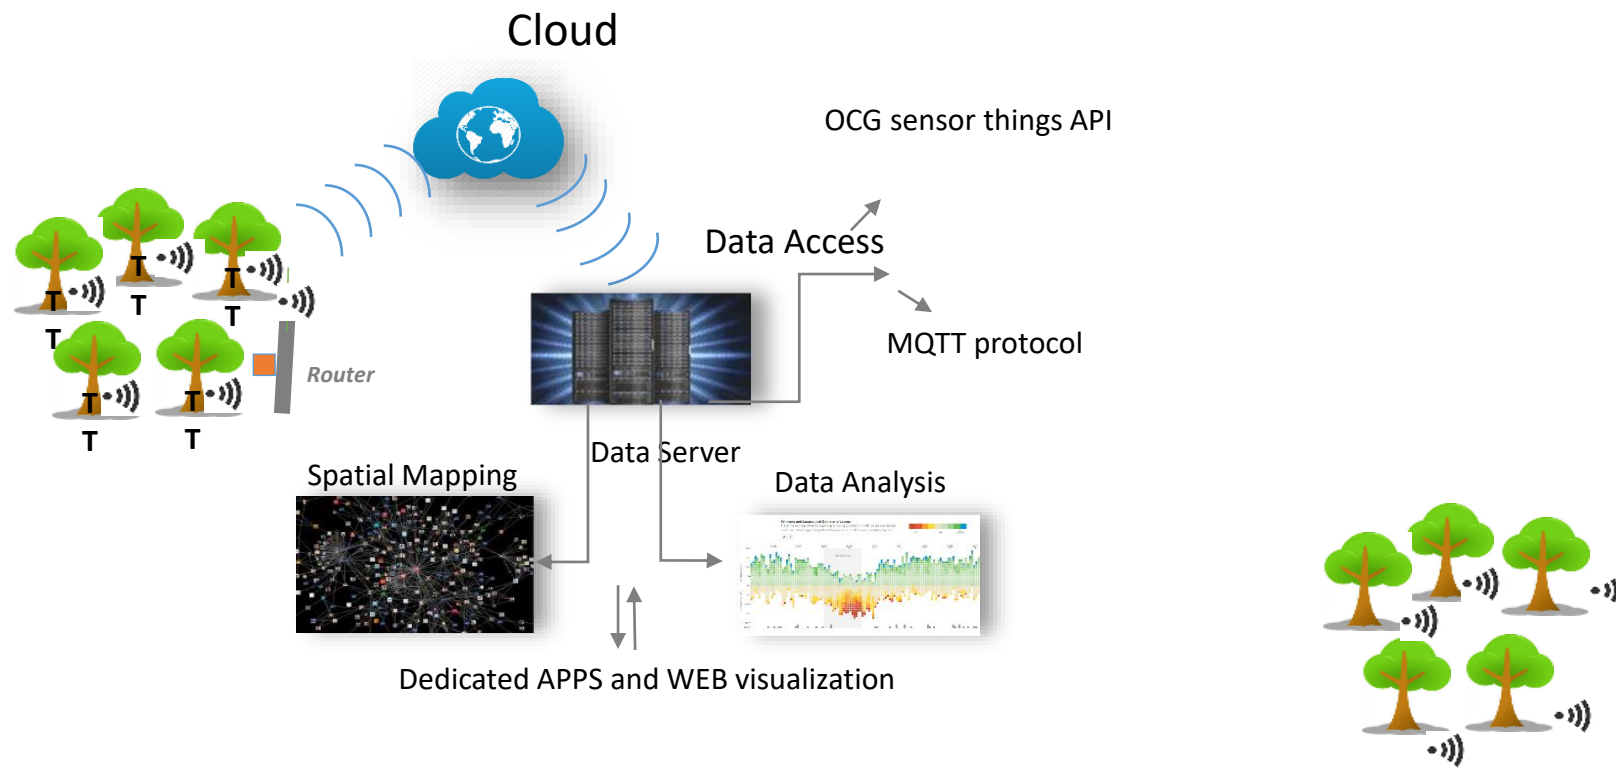 Cloud
OCG sensor things API
Data Access
T
T
T
T
T
T
MQTT protocol
Router
T
T
T
T
Data Server
Spatial Mapping
Data Analysis
Dedicated APPS and WEB visualization